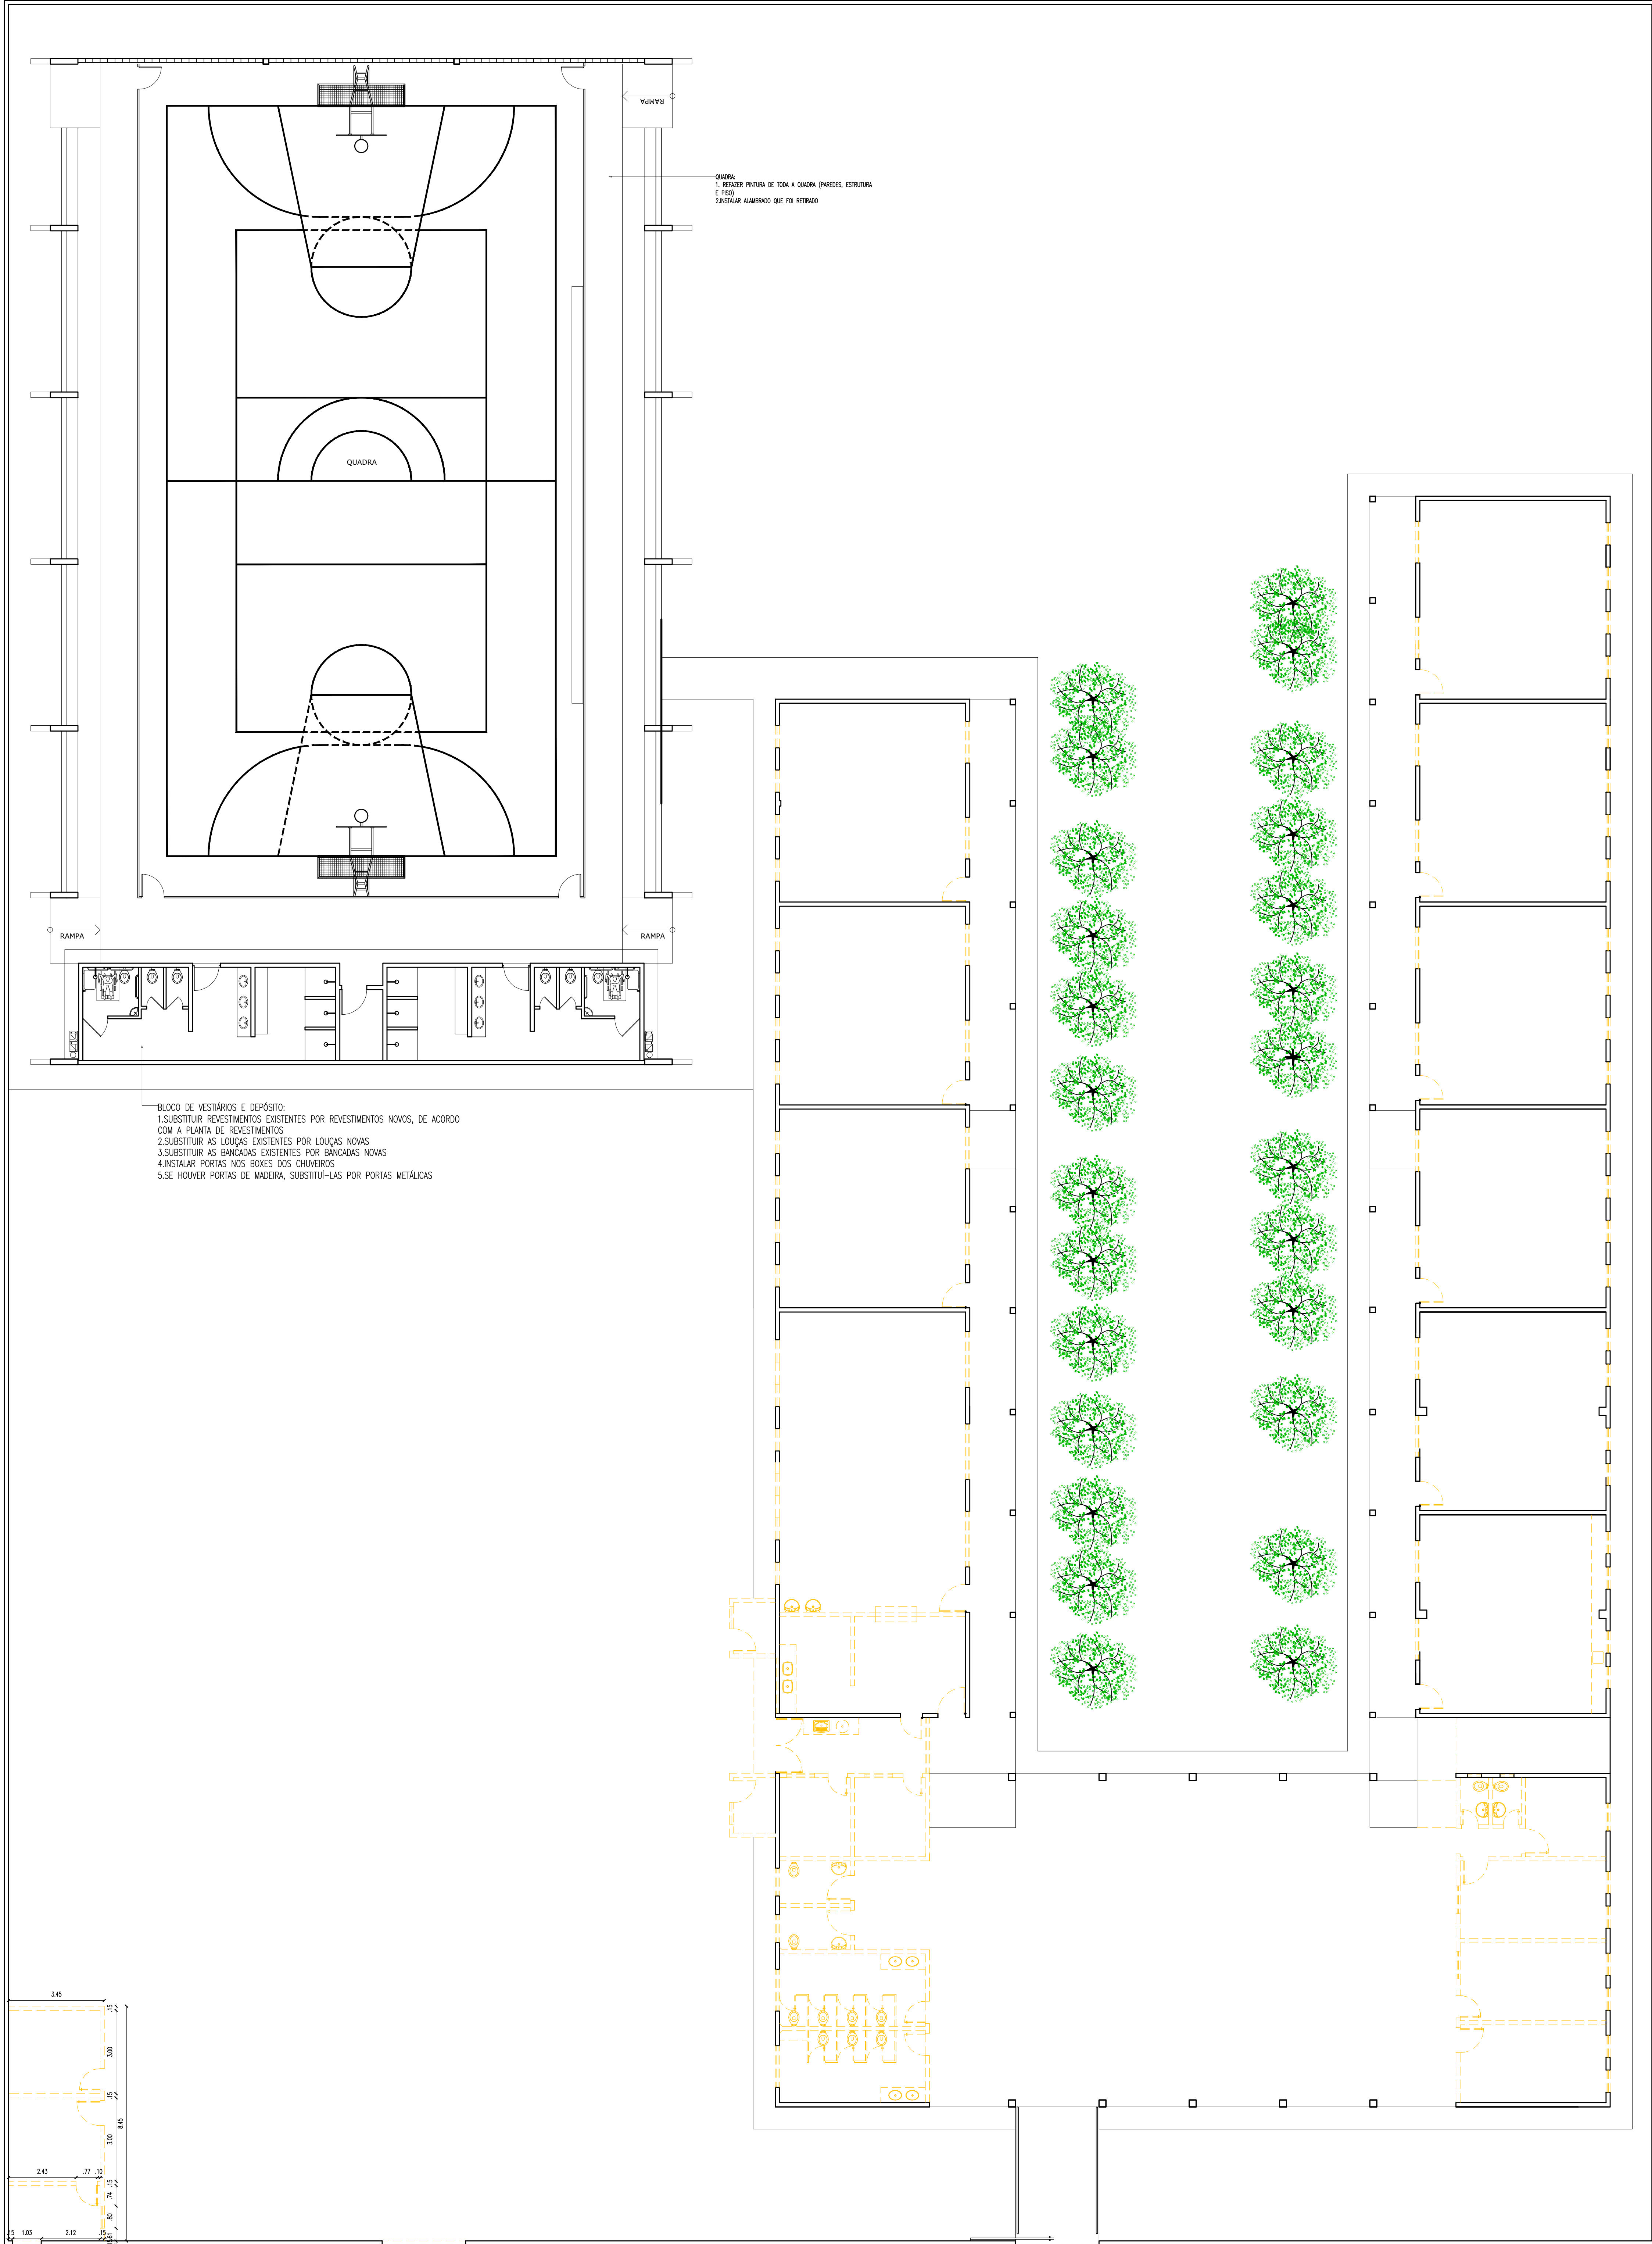 RAMPA
QUADRA:
1. REFAZER PINTURA DE TODA A QUADRA (PAREDES, ESTRUTURA
E PISO)
2.INSTALAR ALAMBRADO QUE FOI RETIRADO
QUADRA
RAMPA
RAMPA
BLOCO DE VESTIÁRIOS E DEPÓSITO:
1.SUBSTITUIR REVESTIMENTOS EXISTENTES POR REVESTIMENTOS NOVOS, DE ACORDO
COM A PLANTA DE REVESTIMENTOS
2.SUBSTITUIR AS LOUÇAS EXISTENTES POR LOUÇAS NOVAS
3.SUBSTITUIR AS BANCADAS EXISTENTES POR BANCADAS NOVAS
4.INSTALAR PORTAS NOS BOXES DOS CHUVEIROS
5.SE HOUVER PORTAS DE MADEIRA, SUBSTITUÍ-LAS POR PORTAS METÁLICAS
3.45
.15
3.00
.15
8.45
3.00
2.43
.77
.10
.15
.74
.80
.15
1.03
2.12
.15
.61